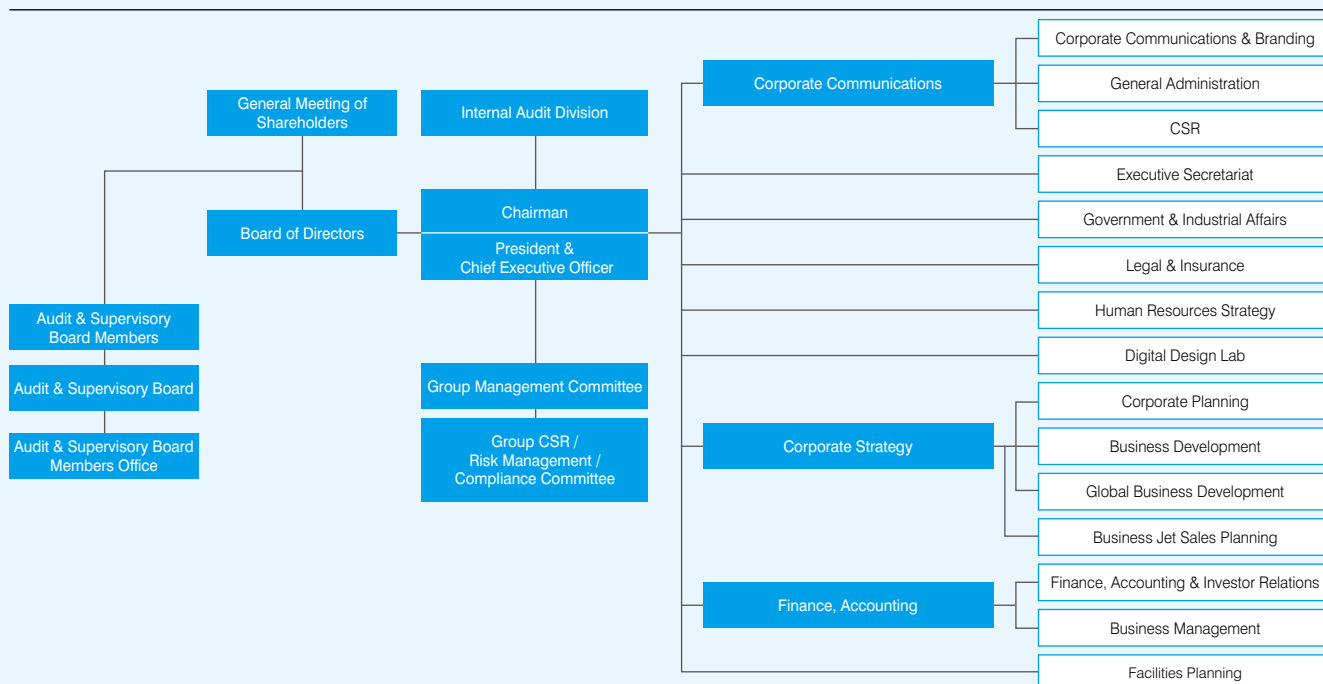 General Meeting of
Shareholders
Board of Directors
Audit & Supervisory
Board Members
Audit & Supervisory Board
Audit & Supervisory Board
Members Office
Internal Audit Division
Chairman
President &
Chief Executive Officer
Group Management Committee
Group CSR /
Risk Management /
Compliance Committee
Corporate Communications
Corporate Communications & Branding
General Administration
CSR
Executive Secretariat
Government & Industrial Affairs
Legal & Insurance
Human Resources Strategy
Digital Design Lab
Corporate Strategy
Corporate Planning
Business Development
Global Business Development
Business Jet Sales Planning
Finance, Accounting
Finance, Accounting & Investor Relations
Business Management
Facilities Planning